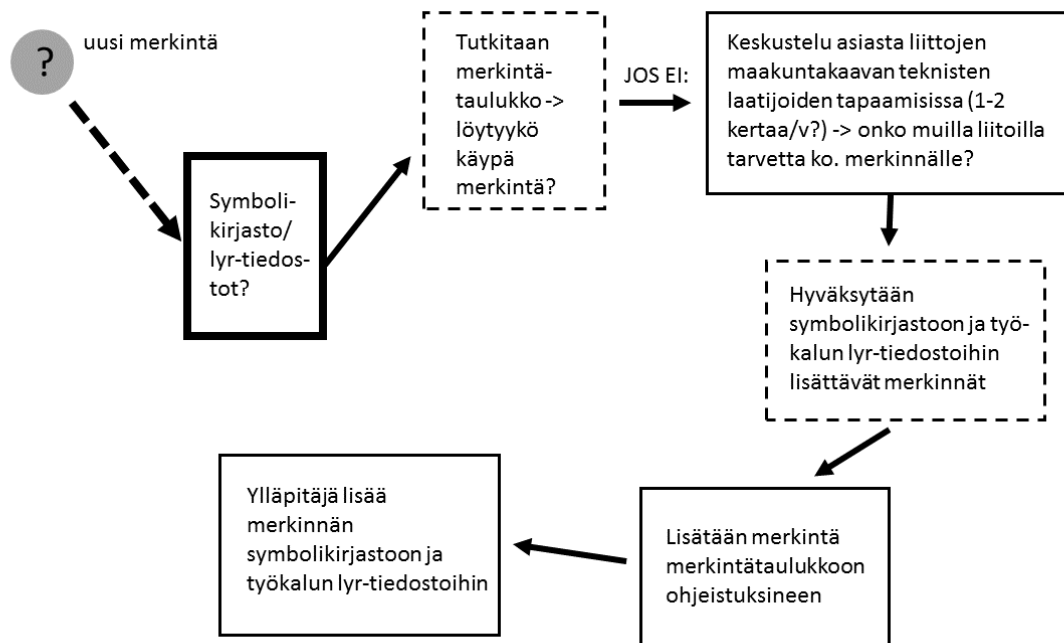 ?
uusi merkintä
Symboli-
kirjasto/
lyr-tiedos-
tot?
Tutkitaan
merkintä-
taulukko ->
löytyykö
käypä
merkintä?
JOS EI:
Keskustelu asiasta liittojen
maakuntakaavan teknisten
laatijoiden tapaamisissa (1-2
kertaa/v?) -> onko muilla liitoilla
tarvetta ko. merkinnälle?
Hyväksytään
symbolikirjastoon ja työ-
kalun lyr-tiedostoihin
lisättävät merkinnät
Lisätään merkintä
merkintätaulukkoon
ohjeistuksineen
Ylläpitäjä lisää
merkinnän
symbolikirjastoon ja
työkalun lyr-tiedostoihin